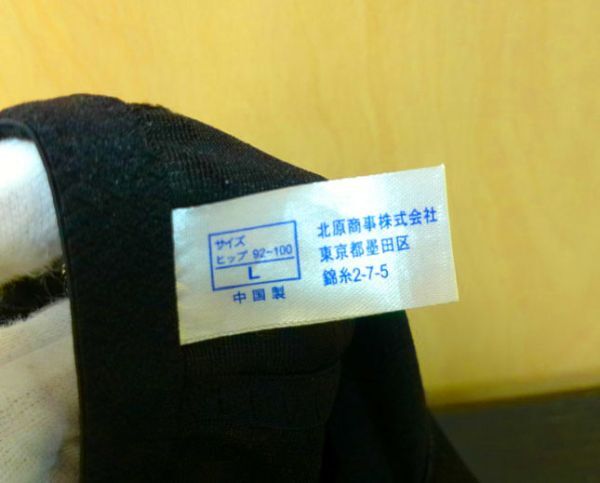 サイズ
ヒップ 92~100
L
中国製
北原商事株式会社
東京都墨田区
錦糸2-7-5